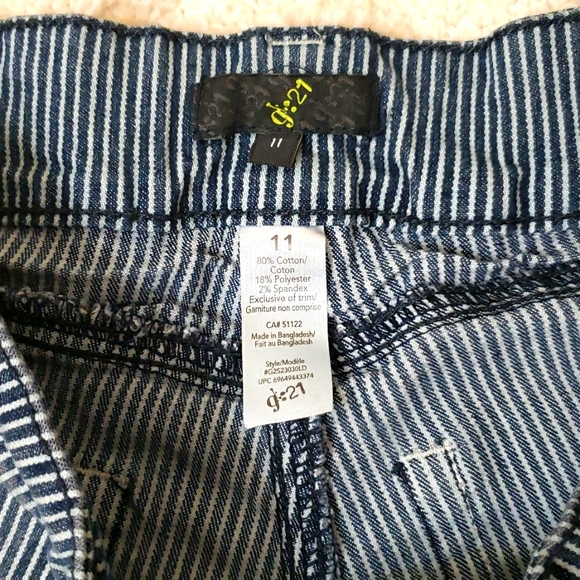 g:21
11
11
80% Cotton/
Coton
18% Polyester
2% Spandex
Exclusive of trim/
Garniture non comprise
CA# 51122
Made in Bangladesh/
Fait au Bangladesh
Style/Modèle
#G2S23030LD
UPC 69649443374
g:21